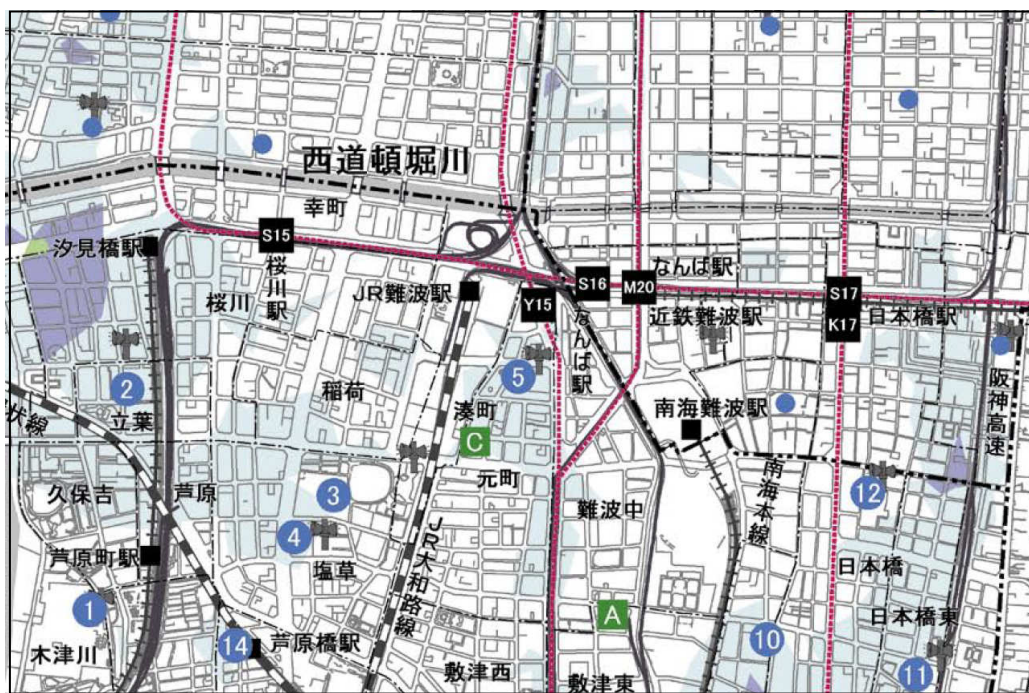 西道頓堀川
幸町
汐見橋駅
S15
桜川駅
桜川
JR難波駅
S16
M20
なんば駅
Y15
なんば駅
近鉄難波駅
S17
K17
日本橋駅
阪神高速
2
立葉
稲荷
5
湊町
C
元町
南海難波駅
状線
久保吉
芦原
3
4
塩草
JR大和路線
難波中
南海本線
12
芦原町駅
1
日本橋
日本橋東
A
木津川
14
芦原橋駅
敷津西
敷津東
10
11